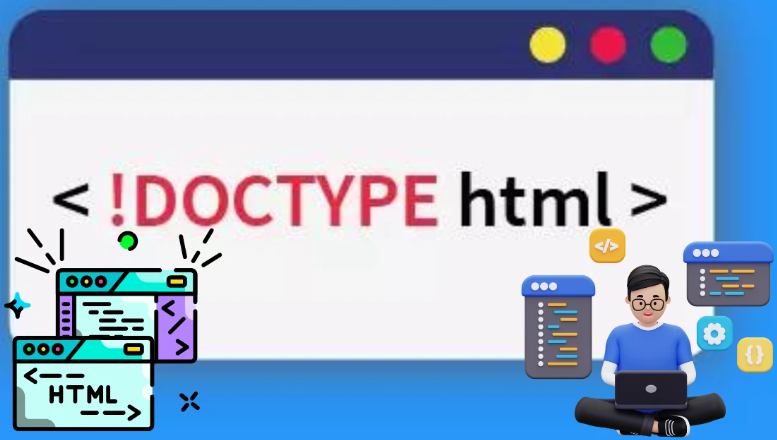 < !DOCTYPE html >
</>
< >
HTML
{}